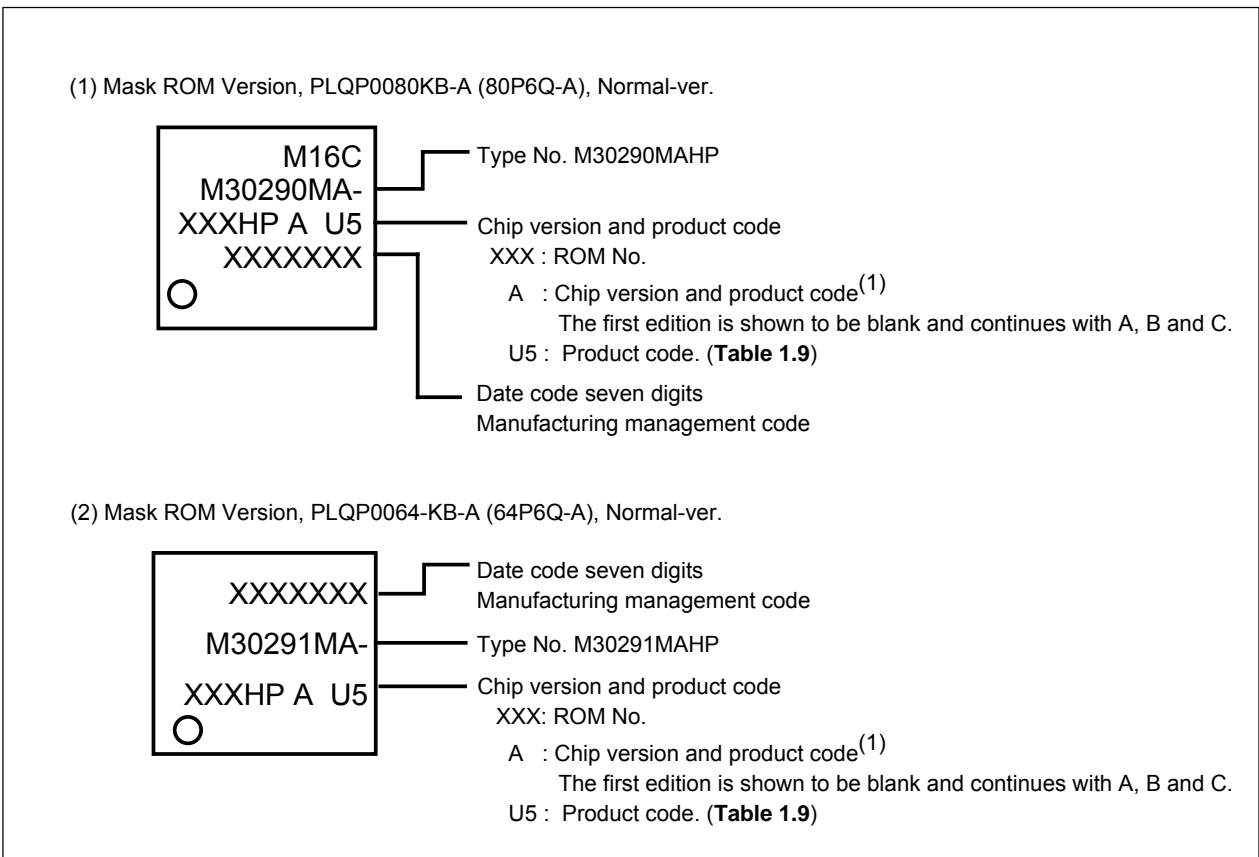 (1) Mask ROM Version, PLQP0080KB-A (80P6Q-A), Normal-ver.
M16C
M30290MA-
XXXHP A U5
XXXXXXX
Type No. M30290MAHP
Chip version and product code
XXX : ROM No.
A : Chip version and product code(1)
The first edition is shown to be blank and continues with A, B and C.
U5 : Product code. (Table 1.9)
Date code seven digits
Manufacturing management code
(2) Mask ROM Version, PLQP0064-KB-A (64P6Q-A), Normal-ver.
XXXXXXX
M30291MA-
XXXHP A U5
Date code seven digits
Manufacturing management code
Type No. M30291MAHP
Chip version and product code
XXX: ROM No.
A : Chip version and product code(1)
The first edition is shown to be blank and continues with A, B and C.
U5 : Product code. (Table 1.9)